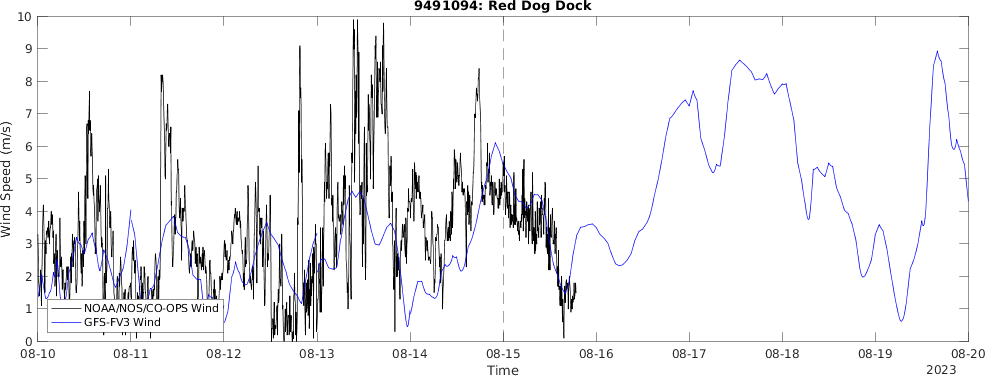 9491094: Red Dog Dock
Wind Speed (m/s)
10
9
8
7
6
5
4
3
2
1
0
NOAA/NOS/CO-OPS Wind
GFS-FV3 Wind
08-10 08-11 08-12 08-13 08-14 08-15 08-16 08-17 08-18 08-19 08-20
Time
2023